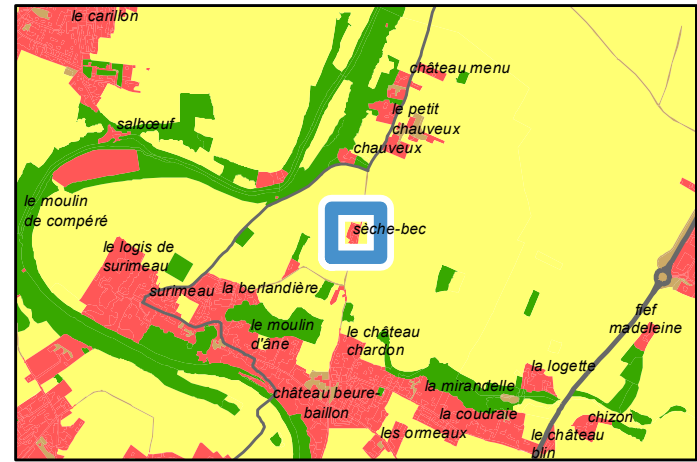 le carillon
château menu
le petit
chauveux
salbœuf
chauveux
le moulin
de compéré
sèche-bec
le logis de
surimeau
surimeau
la berlandière
fief
madeleine
le moulin
d'âne
le château
chardon
la logette
la mirandelle
château beure-
baillon
la coudraie
chizon
les ormeaux
le château
blin